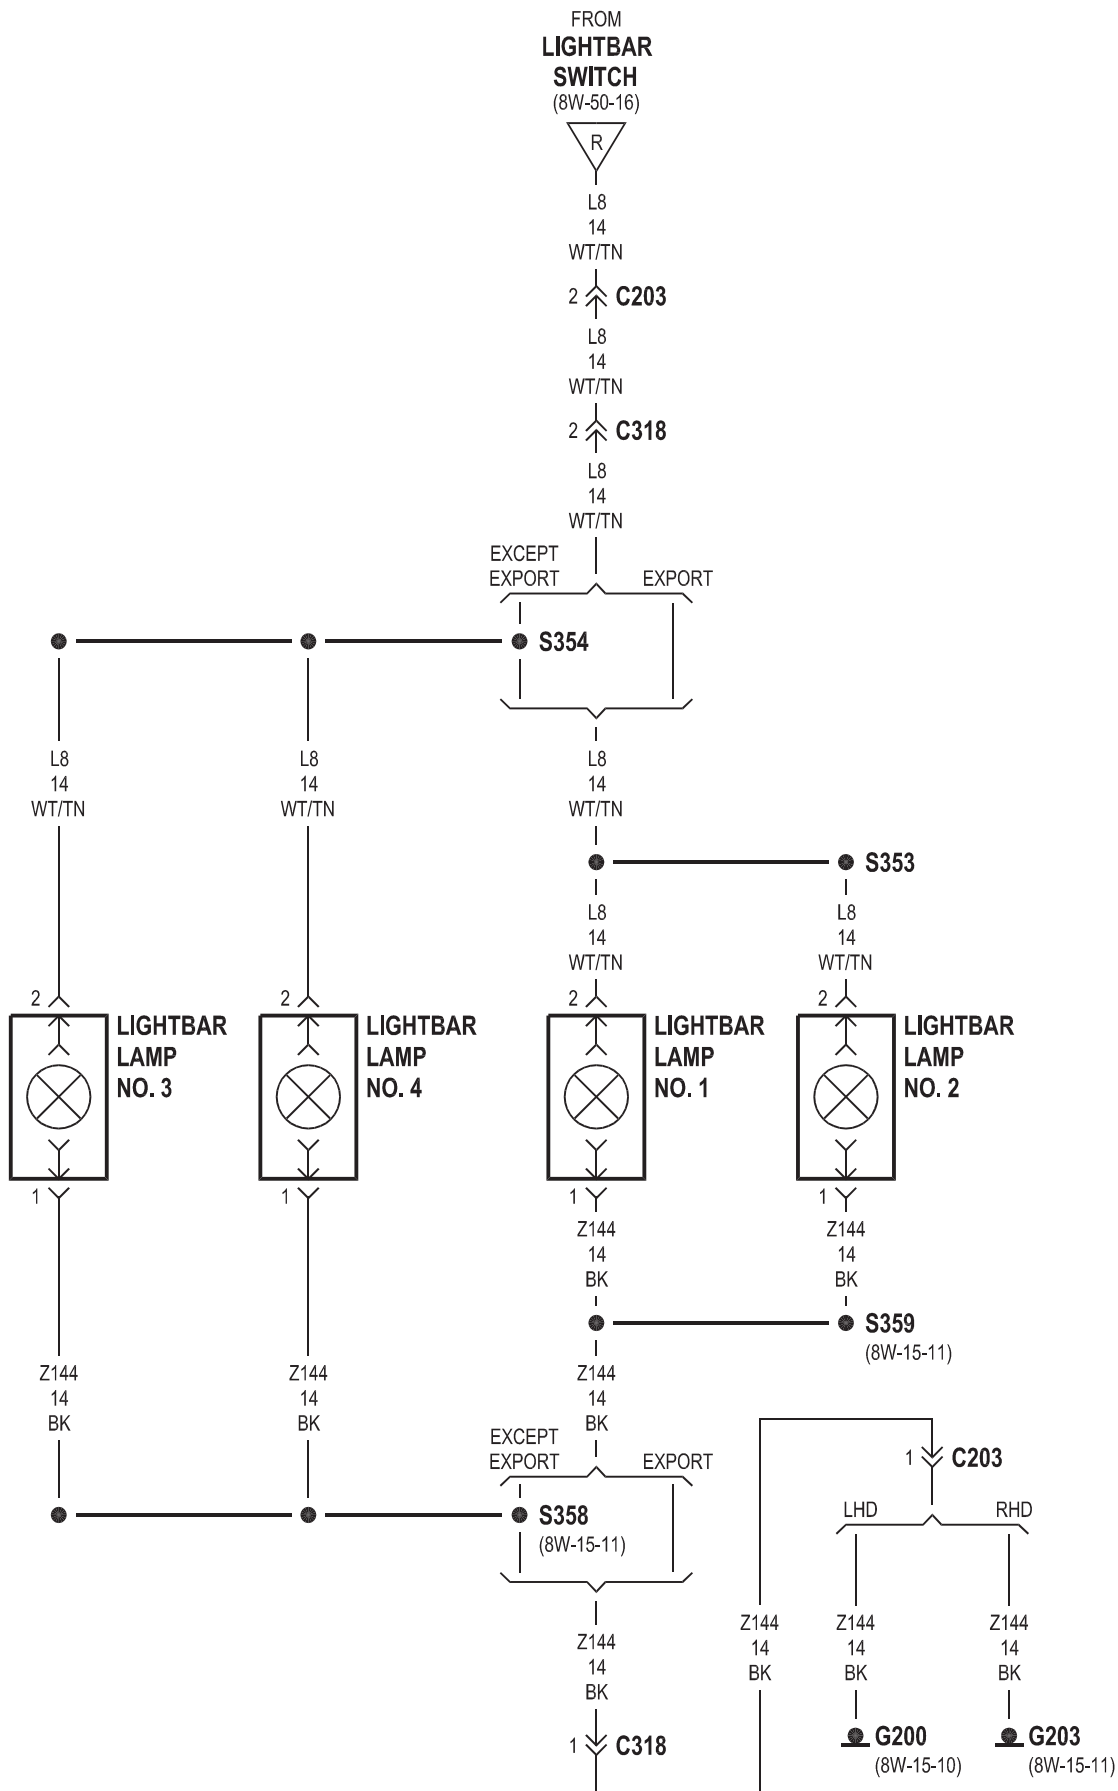 FROM
LIGHTBAR
SWITCH
(8W-50-16)
R
L8
14
WT/TN
2 C203
L8
14
WT/TN
2 C318
L8
14
WT/TN
EXCEPT
EXPORT EXPORT
S354
L8 L8 L8
14 14 14
WT/TN WT/TN WT/TN
S353
L8 L8
14 14
WT/TN WT/TN
2 2 2 2
LIGHTBAR
LAMP
NO. 3
LIGHTBAR
LAMP
NO. 4
LIGHTBAR
LAMP
NO. 1
LIGHTBAR
LAMP
NO. 2
1 1 1 1
Z144 Z144
14 14
BK BK
S359
(8W-15-11)
Z144 Z144 Z144
14 14 14
BK BK BK
EXCEPT
EXPORT EXPORT
1 C203
S358
(8W-15-11)
LHD RHD
Z144 Z144 Z144 Z144
14 14 14 14
BK BK BK BK
1 C318
G200
(8W-15-10)
G203
(8W-15-11)